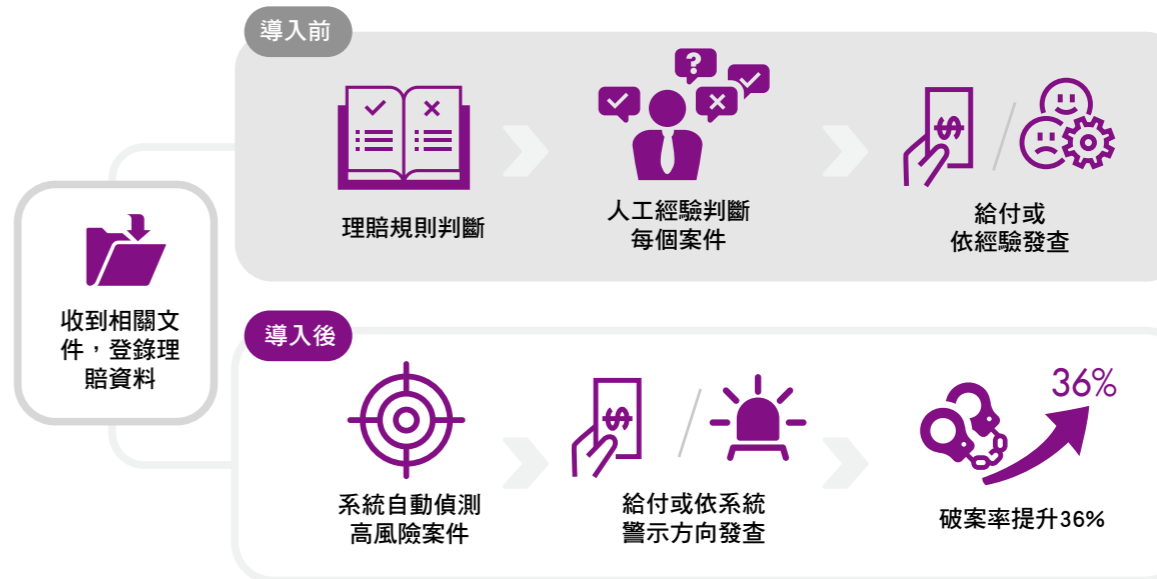 導入前
?
$
理賠規則判斷
人工經驗判斷
每個案件
給付或
依經驗發查
收到相關文
件，登錄理
賠資料
導入後
$
36%
系統自動偵測
高風險案件
給付或依系統
警示方向發查
破案率提升36%